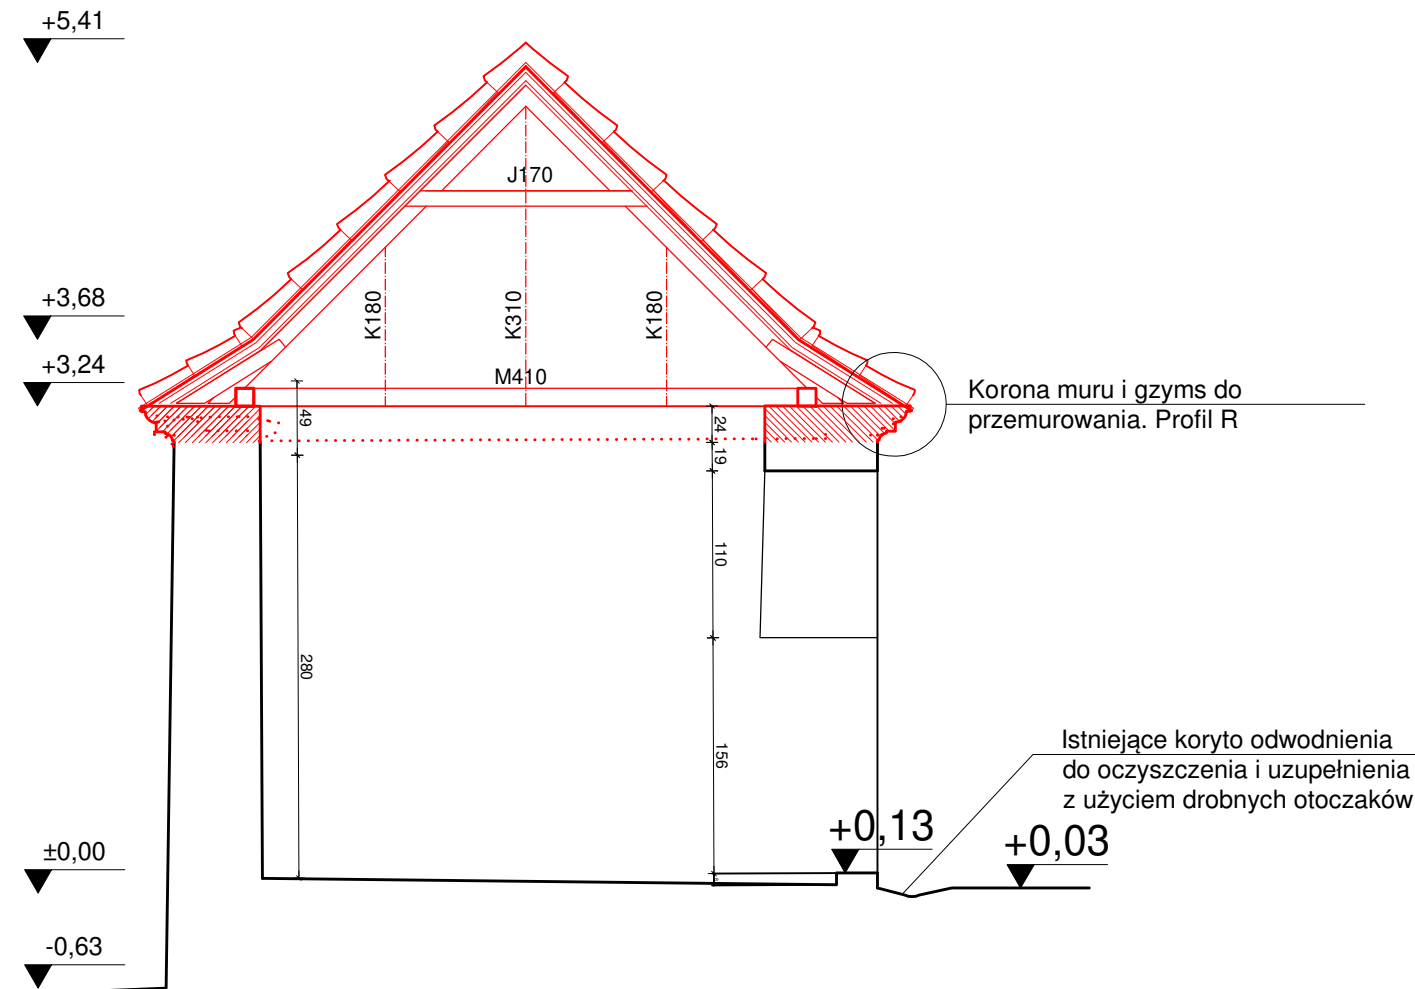 +5,41
J170
+3,68
K180
K310
K180
+3,24
M410
Korona muru i gzyms do
przemurowania. Profil R
49
24
19
110
280
156
Istniejące koryto odwodnienia
do oczyszczenia i uzupełnienia
z użyciem drobnych otoczaków
+0,13
+0,03
±0,00
-0,63